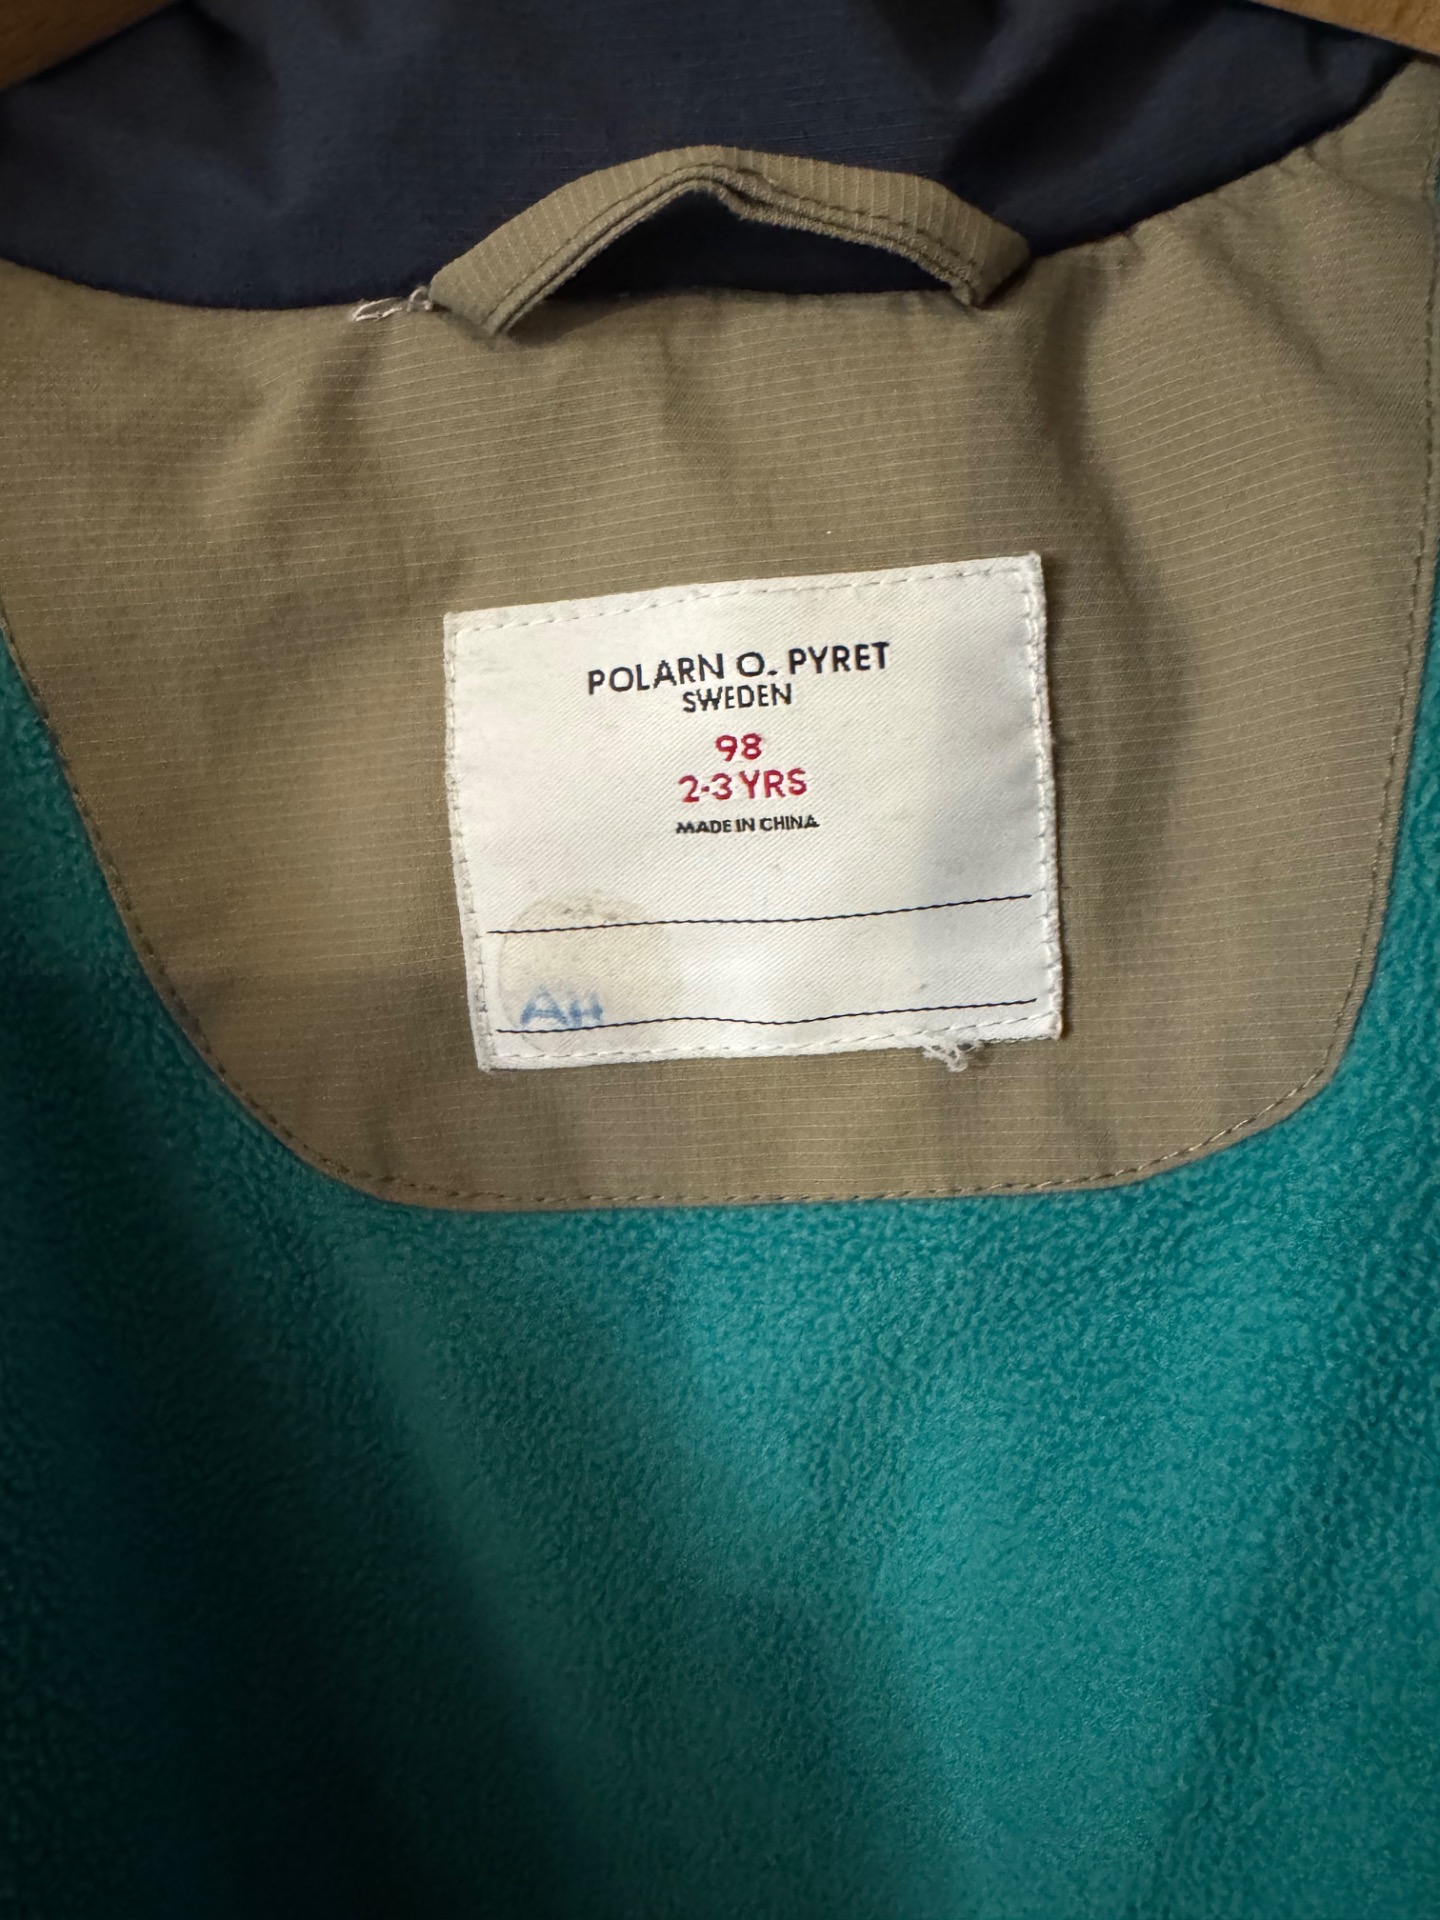 POLARN O. PYRET
SWEDEN
98
2-3 YRS
MADE IN CHINA
AH